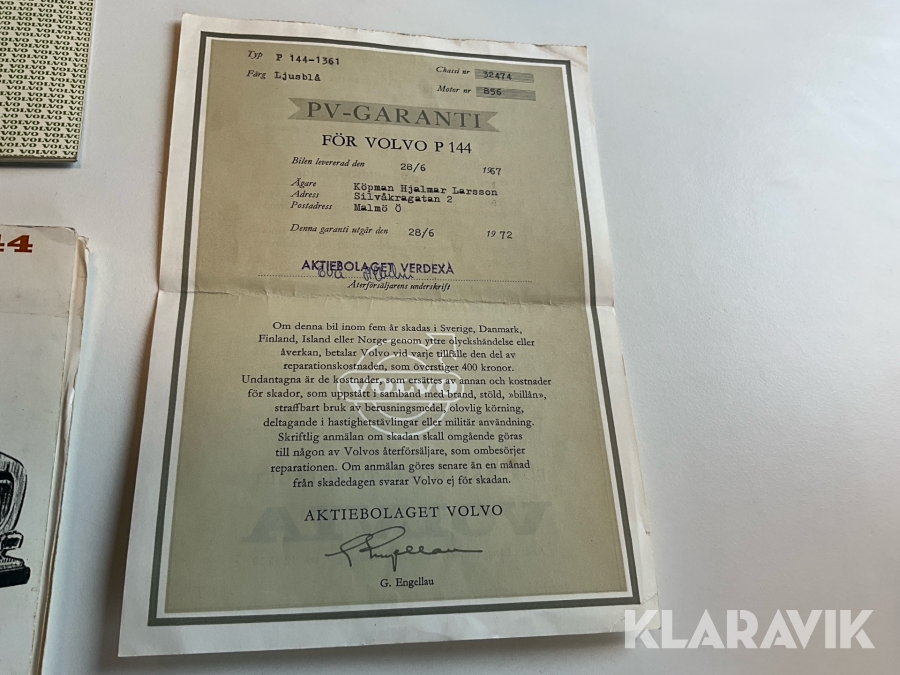 VOLVO VOLVO VOLVO VOLVO
44
Typ P 144-1361
Färg Ljusblå
Chassi nr 32474
Motor nr 856
PV-GARANTI
FÖR VOLVO P 144
Bilen levererad den 28/6 1967
Ägare Köpman Hjalmar Larsson
Adress Silvåkragatan 2
Postadress Malmö Ö
Denna garanti utgår den 28/6 1972
AKTIEBOLAGET VERDEXA
Återförsäljarens underskrift
Om denna bil inom fem år skadas i Sverige, Danmark,
Finland, Island eller Norge genom yttre olyckshändelse eller
åverkan, betalar Volvo vid varje tillfälle den del av
reparationskostnaden, som överstiger 400 kronor.
Undantagna är de kostnader, som ersättes av annan och kostnader
för skador, som uppstått i samband med brand, stöld, »billån»,
straffbart bruk av berusningsmedel, olovlig körning,
deltagande i hastighetstävlingar eller militär användning.
Skriftlig anmälan om skadan skall omgående göras
till någon av Volvos återförsäljare, som ombesörjer
reparationen. Om anmälan göres senare än en månad
från skadedagen svarar Volvo ej för skadan.
VOLVO
AKTIEBOLAGET VOLVO
G. Engellau
KLARAVIK